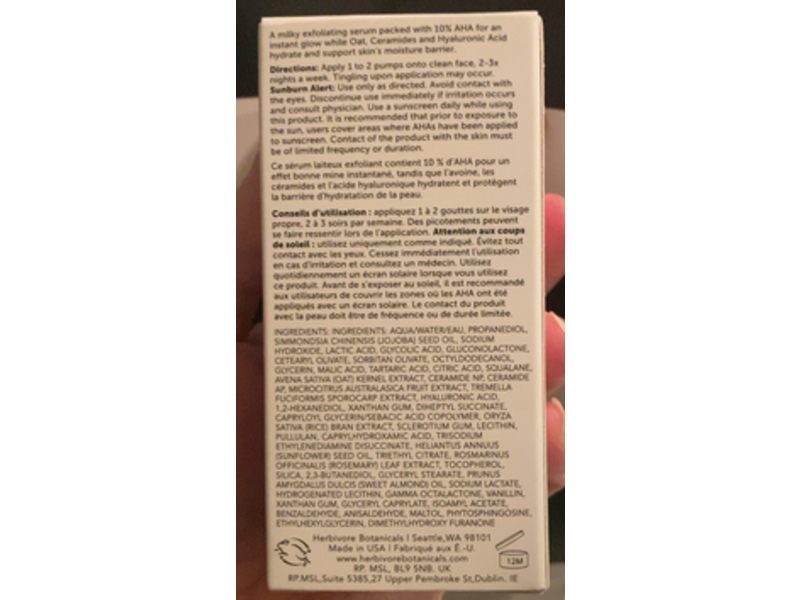 A milky exfoliating serum packed with 10% AHA for an
instant glow while Oat, Ceramides and Hyaluronic Acid
hydrate and support skin's moisture barrier.
Directions: Apply 1 to 2 pumps onto clean face, 2-3x
nights a week. Tingling upon application may occur.
Sunburn Alert: Use only as directed. Avoid contact with
the eyes. Discontinue use immediately if irritation occurs
and consult physician. Use a sunscreen daily while using
this product. It is recommended that prior to exposure to
the sun, users cover areas where AHAs have been applied
to sunscreen. Contact of the product with the skin must
be of limited frequency or duration.
Ce sérum laiteux exfoliant contient 10 % d'AHA pour un
effet bonne mine instantané, tandis que l'avoine, les
céramides et l'acide hyaluronique hydratent et protègent
la barrière d'hydratation de la peau.
Conseils d'utilisation : appliquez 1 à 2 gouttes sur le visage
propre, 2 à 3 soirs par semaine. Des picotements peuvent
se faire ressentir lors de l'application. Attention aux coups
de soleil : utilisez uniquement comme indiqué. Évitez tout
contact avec les yeux. Cessez immédiatement l'utilisation
en cas d'irritation et consultez un médecin. Utilisez
quotidiennement un écran solaire lorsque vous utilisez
ce produit. Avant de s'exposer au soleil, il est recommandé
aux utilisateurs de couvrir les zones où les AHA ont été
appliqués avec un écran solaire. Le contact du produit
avec la peau doit être de fréquence ou de durée limitée.
INGREDIENTS: INGREDIENTS: AQUA/WATER/EAU, PROPANEDIOL,
SIMMONDSIA CHINENSIS (JOJOBA) SEED OIL, SODIUM
HYDROXIDE, LACTIC ACID, GLYCOLIC ACID, GLUCONOLACTONE,
CETEARYL OLIVATE, SORBITAN OLIVATE, OCTYLDODECANOL,
GLYCERIN, MALIC ACID, TARTARIC ACID, CITRIC ACID, SQUALANE,
AVENA SATIVA (OAT) KERNEL EXTRACT, CERAMIDE NP, CERAMIDE
AP, MICROCITRUS AUSTRALASICA FRUIT EXTRACT, TREMELLA
FUCIFORMIS SPOROCARP EXTRACT, HYALURONIC ACID,
1,2-HEXANEDIOL, XANTHAN GUM, DIHEPTYL SUCCINATE,
CAPRYLOYL GLYCERIN/SEBACIC ACID COPOLYMER, ORYZA
SATIVA (RICE) BRAN EXTRACT, SCLEROTIUM GUM, LECITHIN,
PULLULAN, CAPRYLHYDROXAMIC ACID, TRISODIUM
ETHYLENEDIAMINE DISUCCINATE, HELIANTUS ANNUUS
(SUNFLOWER) SEED OIL, TRIETHYL CITRATE, ROSMARINUS
OFFICINALIS (ROSEMARY) LEAF EXTRACT, TOCOPHEROL,
SILICA, 2,3-BUTANEDIOL, GLYCERYL STEARATE, PRUNUS
AMYGDALUS DULCIS (SWEET ALMOND) OIL, SODIUM LACTATE,
HYDROGENATED LECITHIN, GAMMA OCTALACTONE, VANILLIN,
XANTHAN GUM, GLYCERYL CAPRYLATE, ISOAMYL ACETATE,
BENZALDEHYDE, ANISALDEHYDE, MALTOL, PHYTOSPHINGOSINE,
ETHYLHEXYLGLYCERIN, DIMETHYLHYDROXY FURANONE
Herbivore Botanicals | Seattle,WA 98101
Made in USA | Fabriqué aux É.-U.
www.herbivorebotanicals.com
RP. MSL, BL9 5NB. UK
RP.MSL,Suite 5385,27 Upper Pembroke St,Dublin, IE
12M